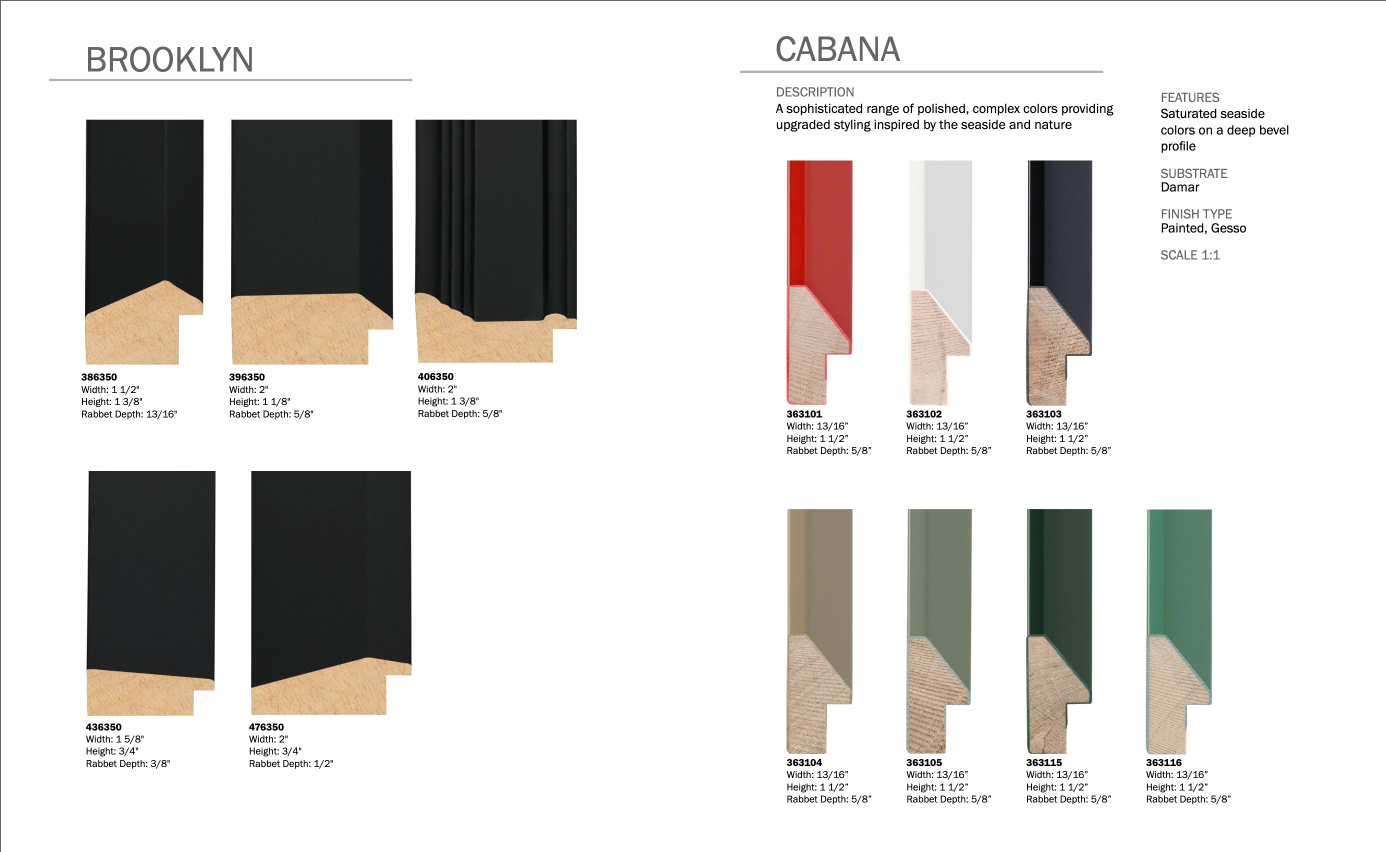 BROOKLYN
386350
Width: 1 1/2"
Height: 1 3/8"
Rabbet Depth: 13/16"
396350
Width: 2"
Height: 1 1/8"
Rabbet Depth: 5/8"
406350
Width: 2"
Height: 1 3/8"
Rabbet Depth: 5/8"
436350
Width: 1 5/8"
Height: 3/4"
Rabbet Depth: 3/8"
476350
Width: 2"
Height: 3/4"
Rabbet Depth: 1/2"
CABANA
DESCRIPTION
A sophisticated range of polished, complex colors providing
upgraded styling inspired by the seaside and nature
FEATURES
Saturated seaside
colors on a deep bevel
profile
SUBSTRATE
Damar
FINISH TYPE
Painted, Gesso
SCALE 1:1
363101
Width: 13/16”
Height: 1 1/2”
Rabbet Depth: 5/8”
363102
Width: 13/16”
Height: 1 1/2”
Rabbet Depth: 5/8”
363103
Width: 13/16”
Height: 1 1/2”
Rabbet Depth: 5/8”
363104
Width: 13/16”
Height: 1 1/2”
Rabbet Depth: 5/8”
363105
Width: 13/16”
Height: 1 1/2”
Rabbet Depth: 5/8”
363115
Width: 13/16”
Height: 1 1/2”
Rabbet Depth: 5/8”
363116
Width: 13/16”
Height: 1 1/2”
Rabbet Depth: 5/8”